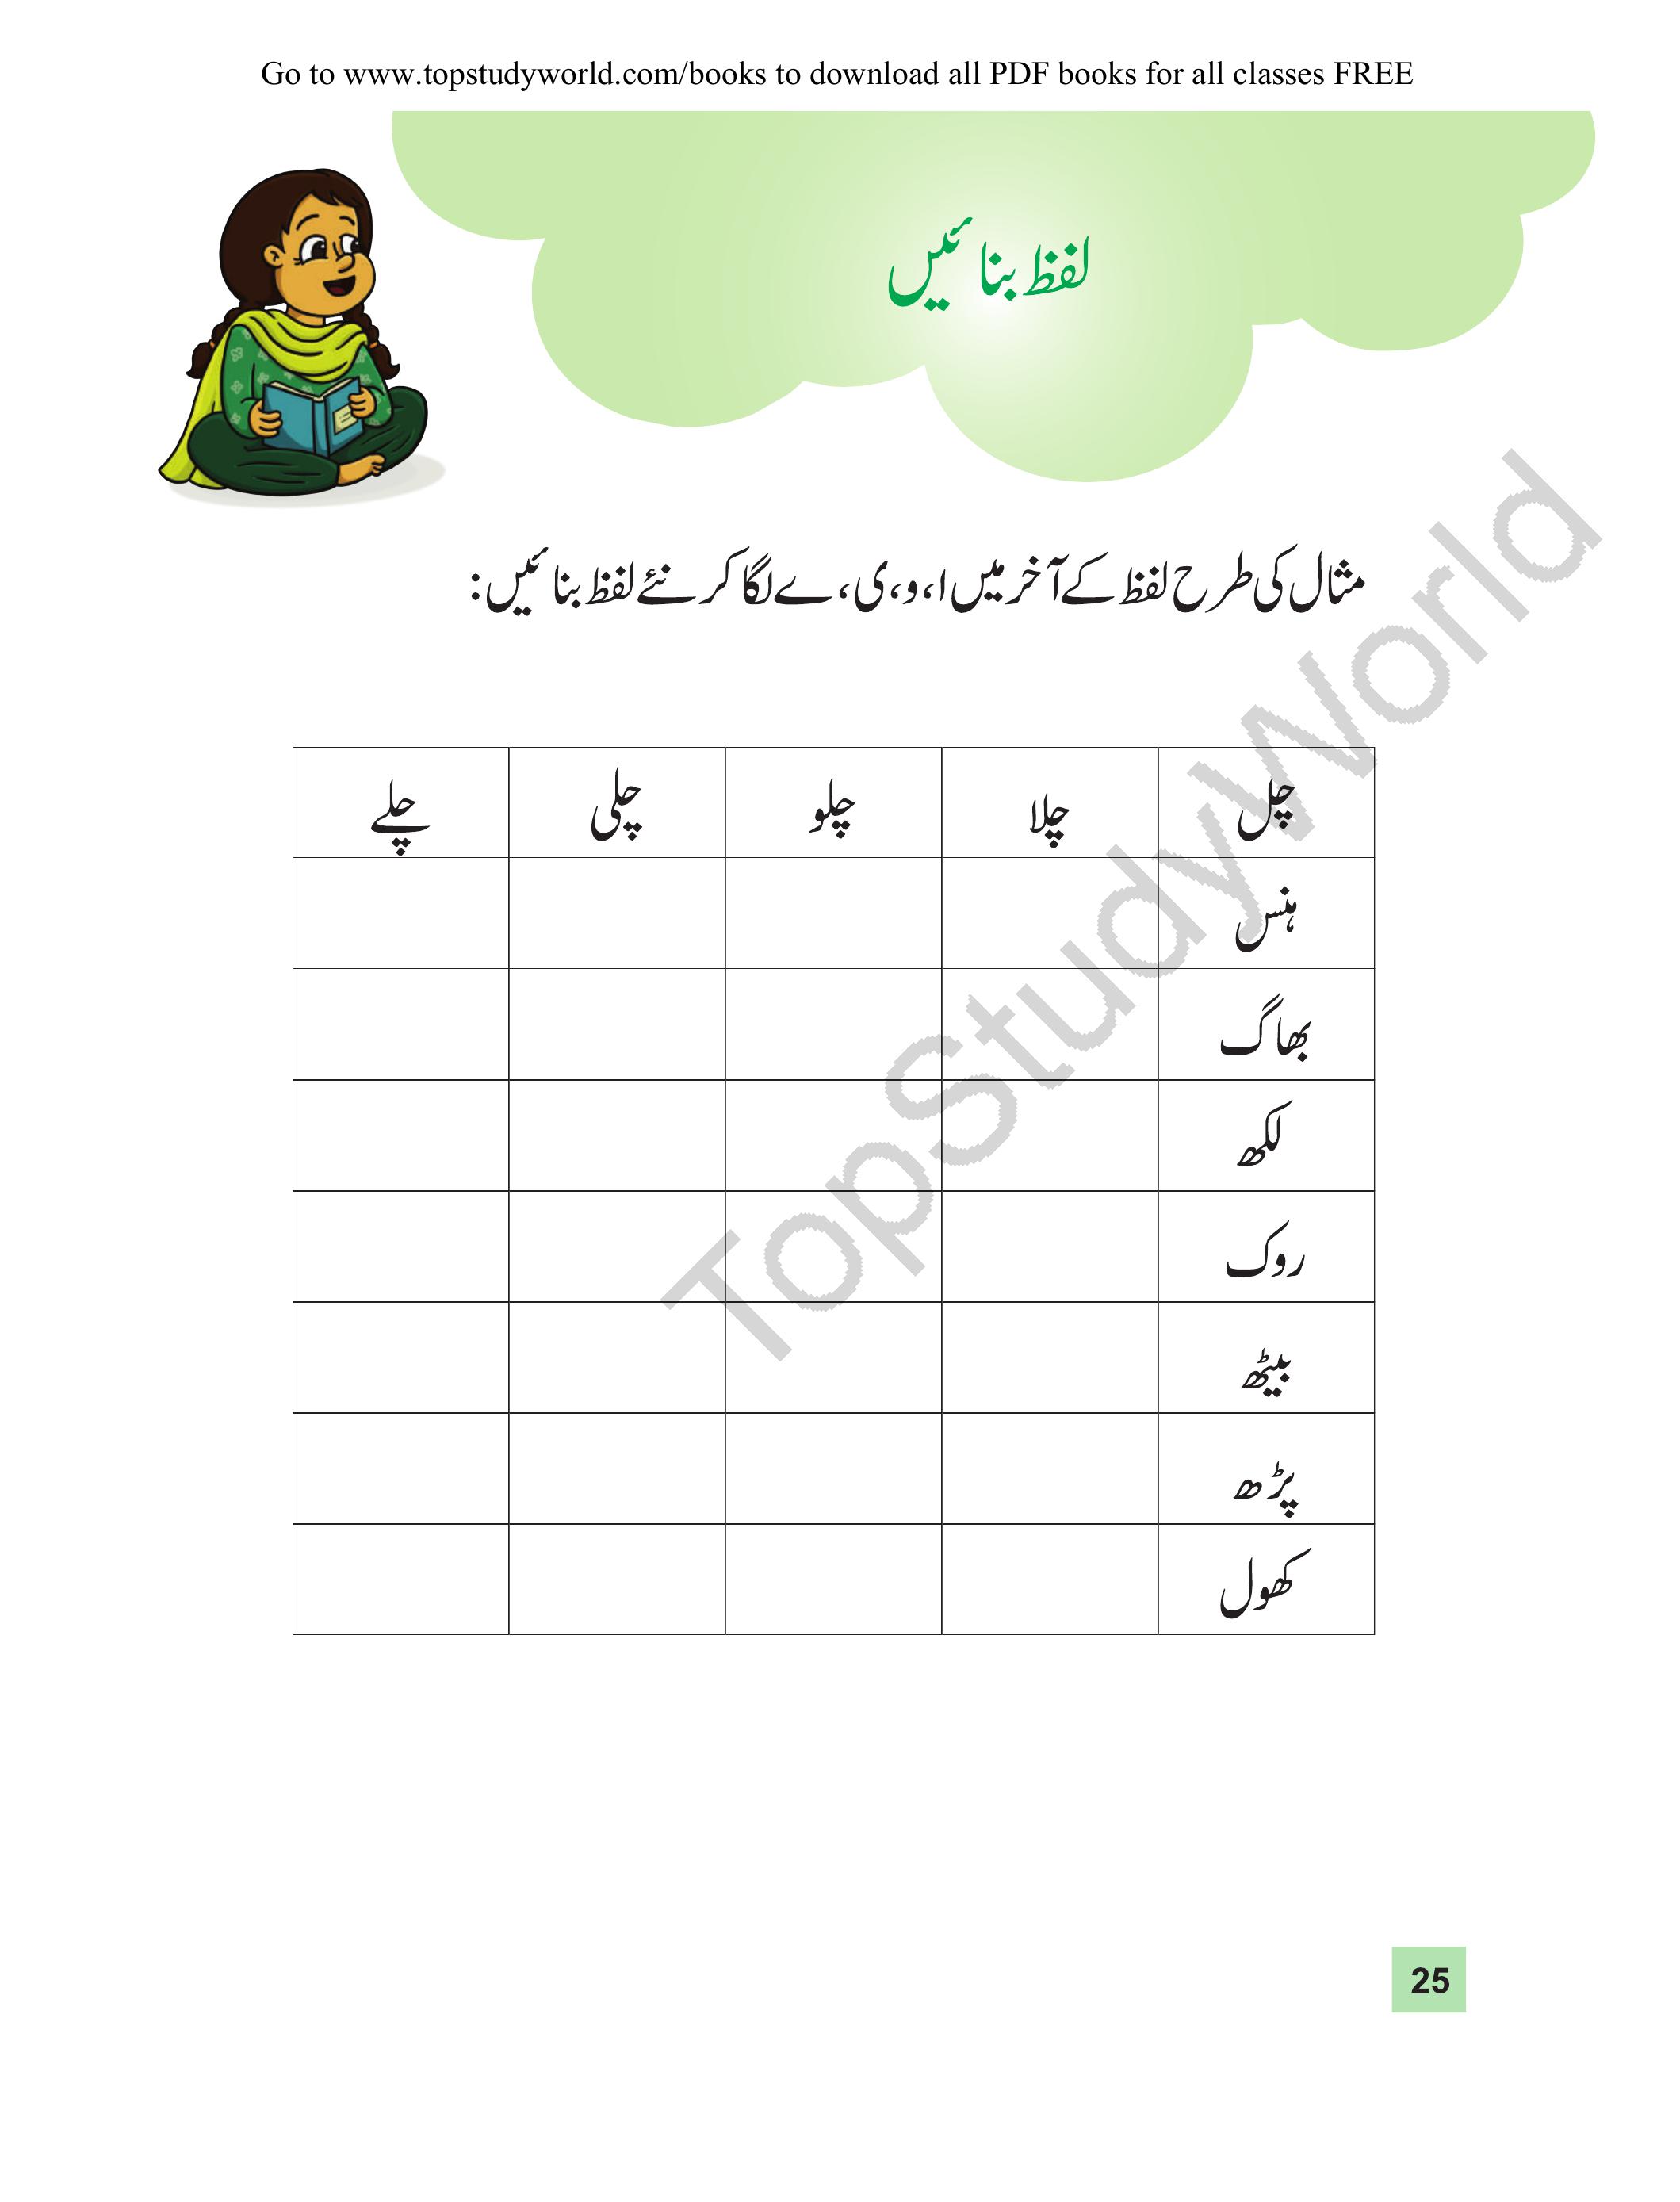 Go to www.topstudyworld.com/books to download all PDF books for all classes FREE
لفظ بنائیں
مثال کی طرح لفظ کے آخر میں ا، و، ی، ے لگا کر نئے لفظ بنائیں:
چل چلا چلو چلی چلے
ہنس
بھاگ
لکھ
روک
بیٹھ
پڑھ
کھول
TopStudyWorld
25